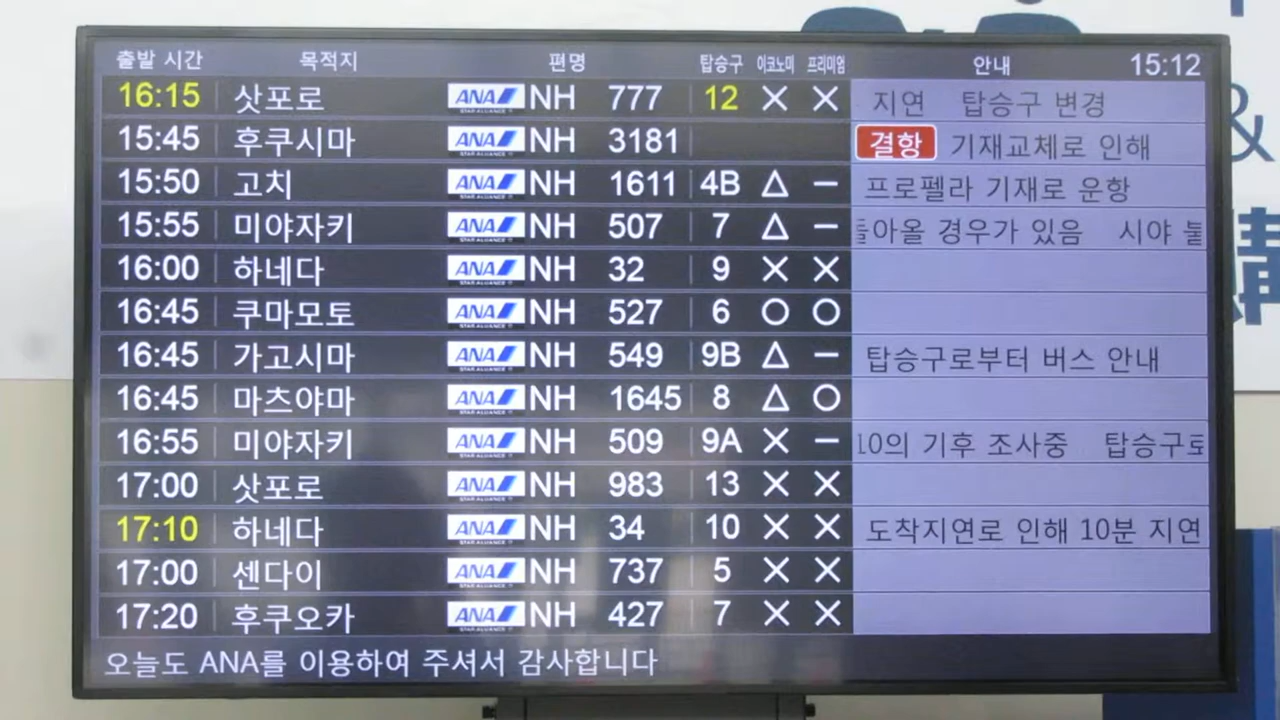 출발 시간 목적지 편명 탑승구 이코노미 프리미엄 안내 15:12
16:15 삿포로 ANA NH 777 12 × × 지연 탑승구 변경
15:45 후쿠시마 ANA NH 3181 결항 기재교체로 인해
15:50 고치 ANA NH 1611 4B △ － 프로펠라 기재로 운항
15:55 미야자키 ANA NH 507 7 △ － 돌아올 경우가 있음 시야
16:00 하네다 ANA NH 32 9 × ×
16:45 쿠마모토 ANA NH 527 6 ○ ○
16:45 가고시마 ANA NH 549 9B △ － 탑승구로부터 버스 안내
16:45 마츠야마 ANA NH 1645 8 △ ○
16:55 미야자키 ANA NH 509 9A × － 10의 기후 조사중 탑승구로
17:00 삿포로 ANA NH 983 13 × ×
17:10 하네다 ANA NH 34 10 × × 도착지연로 인해 10분 지연
17:00 센다이 ANA NH 737 5 × ×
17:20 후쿠오카 ANA NH 427 7 × ×
오늘도 ANA를 이용하여 주셔서 감사합니다
&
購